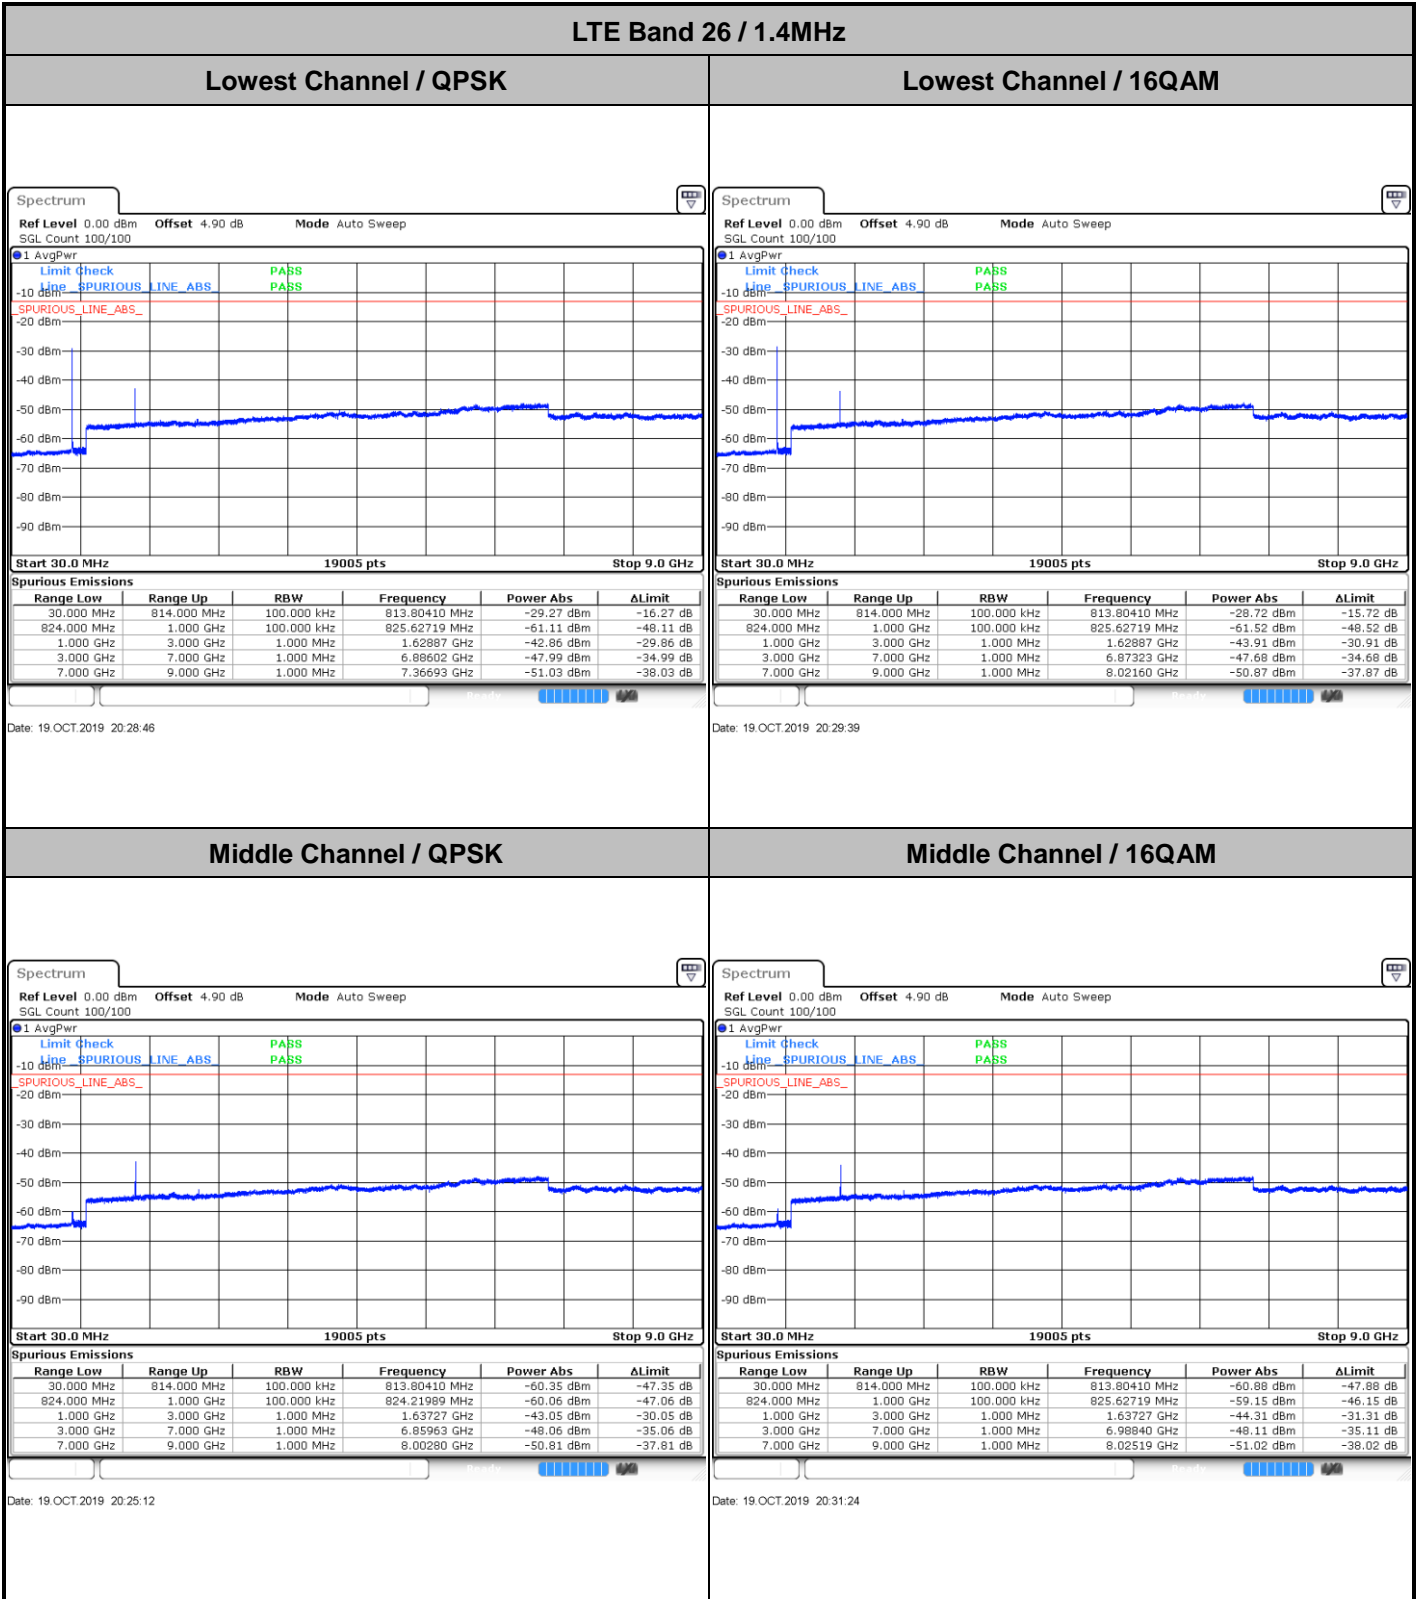 LTE Band 26 / 1.4MHz
Lowest Channel / QPSK
Lowest Channel / 16QAM
Spectrum
Ref Level 0.00 dBm Offset 4.90 dB Mode Auto Sweep
SGL Count 100/100
1 AvgPwr
Limit Check PASS
Line _SPURIOUS_LINE_ABS_ PASS
-10 dBm
_SPURIOUS_LINE_ABS_
-20 dBm
-30 dBm
-40 dBm
-50 dBm
-60 dBm
-70 dBm
-80 dBm
-90 dBm
Start 30.0 MHz 19005 pts Stop 9.0 GHz
Spurious Emissions
Range Low Range Up RBW Frequency Power Abs ΔLimit
30.000 MHz 814.000 MHz 100.000 kHz 813.80410 MHz -29.27 dBm -16.27 dB
824.000 MHz 1.000 GHz 100.000 kHz 825.62719 MHz -61.11 dBm -48.11 dB
1.000 GHz 3.000 GHz 1.000 MHz 1.62887 GHz -42.86 dBm -29.86 dB
3.000 GHz 7.000 GHz 1.000 MHz 6.88602 GHz -47.99 dBm -34.99 dB
7.000 GHz 9.000 GHz 1.000 MHz 7.36693 GHz -51.03 dBm -38.03 dB
Ready
Date: 19.OCT.2019 20:28:46
Spectrum
Ref Level 0.00 dBm Offset 4.90 dB Mode Auto Sweep
SGL Count 100/100
1 AvgPwr
Limit Check PASS
Line _SPURIOUS_LINE_ABS_ PASS
-10 dBm
_SPURIOUS_LINE_ABS_
-20 dBm
-30 dBm
-40 dBm
-50 dBm
-60 dBm
-70 dBm
-80 dBm
-90 dBm
Start 30.0 MHz 19005 pts Stop 9.0 GHz
Spurious Emissions
Range Low Range Up RBW Frequency Power Abs ΔLimit
30.000 MHz 814.000 MHz 100.000 kHz 813.80410 MHz -28.72 dBm -15.72 dB
824.000 MHz 1.000 GHz 100.000 kHz 825.62719 MHz -61.52 dBm -48.52 dB
1.000 GHz 3.000 GHz 1.000 MHz 1.62887 GHz -43.91 dBm -30.91 dB
3.000 GHz 7.000 GHz 1.000 MHz 6.87323 GHz -47.68 dBm -34.68 dB
7.000 GHz 9.000 GHz 1.000 MHz 8.02160 GHz -50.87 dBm -37.87 dB
Ready
Date: 19.OCT.2019 20:29:39
Middle Channel / QPSK
Middle Channel / 16QAM
Spectrum
Ref Level 0.00 dBm Offset 4.90 dB Mode Auto Sweep
SGL Count 100/100
1 AvgPwr
Limit Check PASS
Line _SPURIOUS_LINE_ABS_ PASS
-10 dBm
_SPURIOUS_LINE_ABS_
-20 dBm
-30 dBm
-40 dBm
-50 dBm
-60 dBm
-70 dBm
-80 dBm
-90 dBm
Start 30.0 MHz 19005 pts Stop 9.0 GHz
Spurious Emissions
Range Low Range Up RBW Frequency Power Abs ΔLimit
30.000 MHz 814.000 MHz 100.000 kHz 813.80410 MHz -60.35 dBm -47.35 dB
824.000 MHz 1.000 GHz 100.000 kHz 824.21989 MHz -60.06 dBm -47.06 dB
1.000 GHz 3.000 GHz 1.000 MHz 1.63727 GHz -43.05 dBm -30.05 dB
3.000 GHz 7.000 GHz 1.000 MHz 6.85963 GHz -48.06 dBm -35.06 dB
7.000 GHz 9.000 GHz 1.000 MHz 8.00280 GHz -50.81 dBm -37.81 dB
Ready
Date: 19.OCT.2019 20:25:12
Spectrum
Ref Level 0.00 dBm Offset 4.90 dB Mode Auto Sweep
SGL Count 100/100
1 AvgPwr
Limit Check PASS
Line _SPURIOUS_LINE_ABS_ PASS
-10 dBm
_SPURIOUS_LINE_ABS_
-20 dBm
-30 dBm
-40 dBm
-50 dBm
-60 dBm
-70 dBm
-80 dBm
-90 dBm
Start 30.0 MHz 19005 pts Stop 9.0 GHz
Spurious Emissions
Range Low Range Up RBW Frequency Power Abs ΔLimit
30.000 MHz 814.000 MHz 100.000 kHz 813.80410 MHz -60.88 dBm -47.88 dB
824.000 MHz 1.000 GHz 100.000 kHz 825.62719 MHz -59.15 dBm -46.15 dB
1.000 GHz 3.000 GHz 1.000 MHz 1.63727 GHz -44.31 dBm -31.31 dB
3.000 GHz 7.000 GHz 1.000 MHz 6.98840 GHz -48.11 dBm -35.11 dB
7.000 GHz 9.000 GHz 1.000 MHz 8.02519 GHz -51.02 dBm -38.02 dB
Ready
Date: 19.OCT.2019 20:31:24